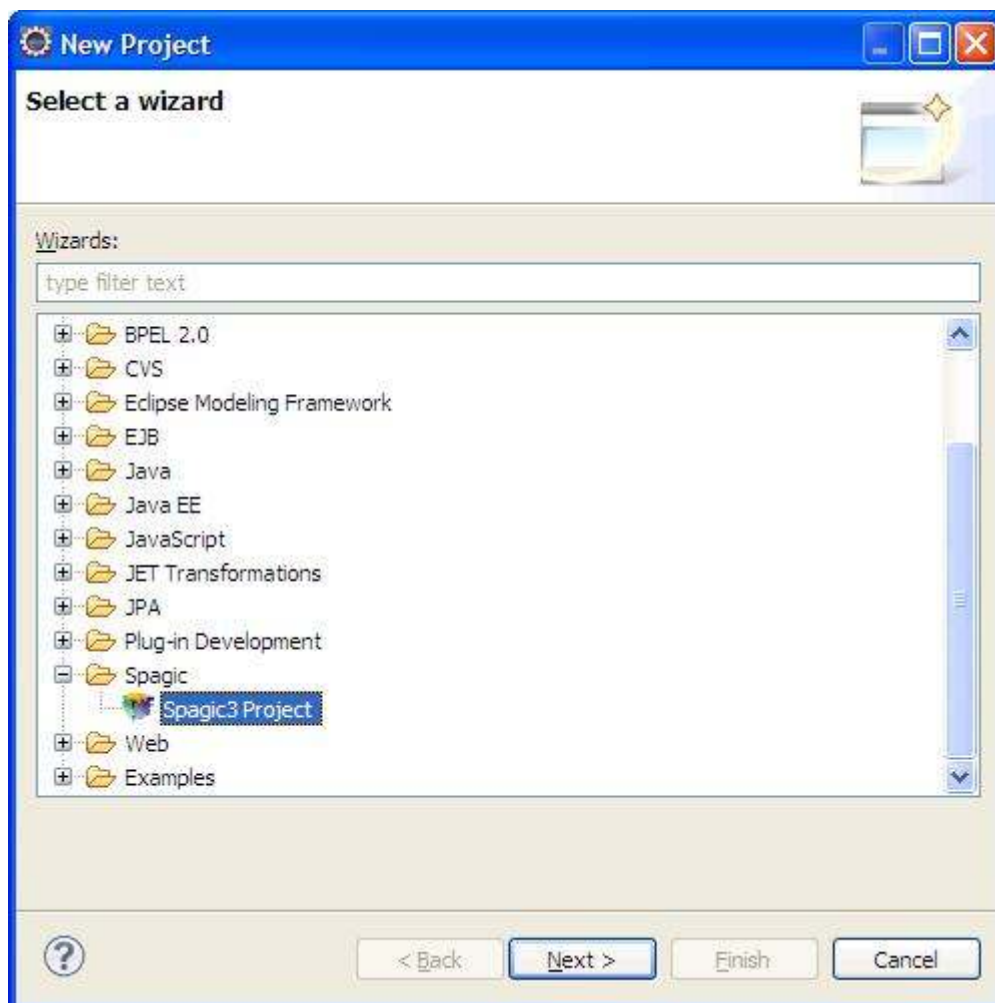 New Project
Select a wizard
Wizards:
type filter text
BPEL 2.0
CVS
Eclipse Modeling Framework
EJB
Java
Java EE
JavaScript
JET Transformations
JPA
Plug-in Development
Spagic
Spagic3 Project
Web
Examples
? < Back Next > Finish Cancel